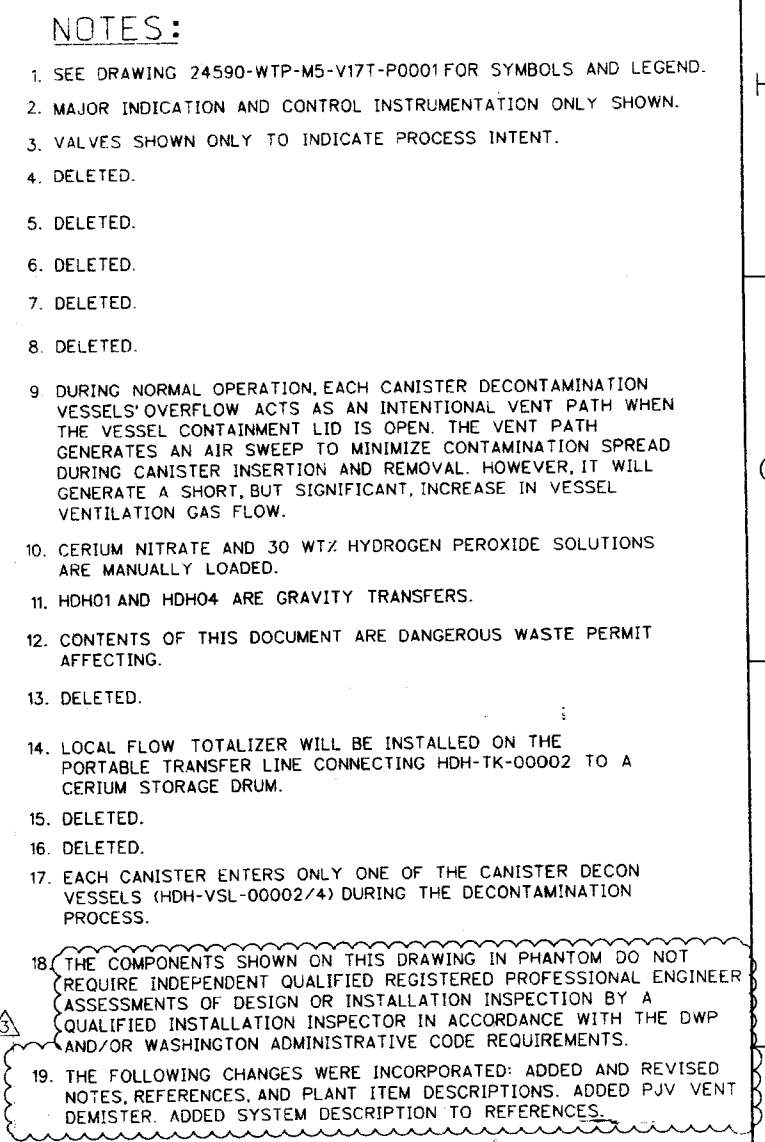 NOTES:
1. SEE DRAWING 24590-WTP-M5-V17T-P0001 FOR SYMBOLS AND LEGEND.
2. MAJOR INDICATION AND CONTROL INSTRUMENTATION ONLY SHOWN.
3. VALVES SHOWN ONLY TO INDICATE PROCESS INTENT.
4. DELETED.
5. DELETED.
6. DELETED.
7. DELETED.
8. DELETED.
9 DURING NORMAL OPERATION, EACH CANISTER DECONTAMINATION
VESSELS' OVERFLOW ACTS AS AN INTENTIONAL VENT PATH WHEN
THE VESSEL CONTAINMENT LID IS OPEN. THE VENT PATH
GENERATES AN AIR SWEEP TO MINIMIZE CONTAMINATION SPREAD
DURING CANISTER INSERTION AND REMOVAL. HOWEVER, IT WILL
GENERATE A SHORT, BUT SIGNIFICANT, INCREASE IN VESSEL
VENTILATION GAS FLOW.
10. CERIUM NITRATE AND 30 WT% HYDROGEN PEROXIDE SOLUTIONS
ARE MANUALLY LOADED.
11. HDH01 AND HDH04 ARE GRAVITY TRANSFERS.
12. CONTENTS OF THIS DOCUMENT ARE DANGEROUS WASTE PERMIT
AFFECTING.
13. DELETED.
14. LOCAL FLOW TOTALIZER WILL BE INSTALLED ON THE
PORTABLE TRANSFER LINE CONNECTING HDH-TK-00002 TO A
CERIUM STORAGE DRUM.
15. DELETED.
16. DELETED.
17. EACH CANISTER ENTERS ONLY ONE OF THE CANISTER DECON
VESSELS (HDH-VSL-00002/4) DURING THE DECONTAMINATION
PROCESS.
18. THE COMPONENTS SHOWN ON THIS DRAWING IN PHANTOM DO NOT
REQUIRE INDEPENDENT QUALIFIED REGISTERED PROFESSIONAL ENGINEER
ASSESSMENTS OF DESIGN OR INSTALLATION INSPECTION BY A
QUALIFIED INSTALLATION INSPECTOR IN ACCORDANCE WITH THE DWP
AND/OR WASHINGTON ADMINISTRATIVE CODE REQUIREMENTS.
3
19. THE FOLLOWING CHANGES WERE INCORPORATED: ADDED AND REVISED
NOTES, REFERENCES, AND PLANT ITEM DESCRIPTIONS. ADDED PJV VENT
DEMISTER. ADDED SYSTEM DESCRIPTION TO REFERENCES.